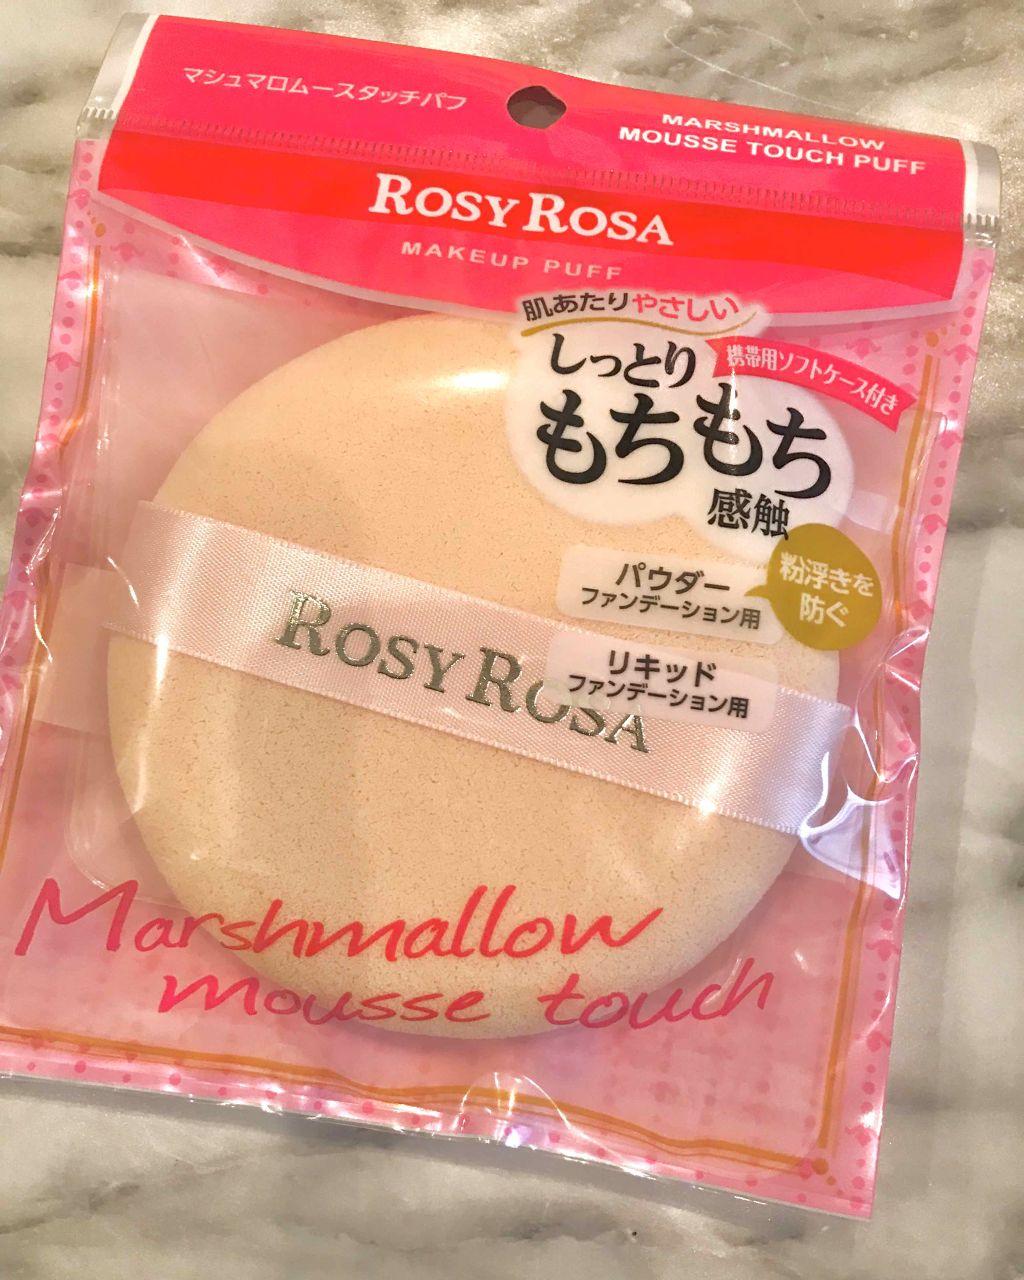 マシュマロムースタッチパフ
MARSHMALLOW
MOUSSE TOUCH PUFF
ROSY ROSA
MAKEUP PUFF
肌あたりやさしい
しっとり
もちもち
感触
携帯用ソフトケース付き
パウダー
ファンデーション用
粉浮きを
防ぐ
リキッド
ファンデーション用
ROSY ROSA
Marshmallow
mousse touch